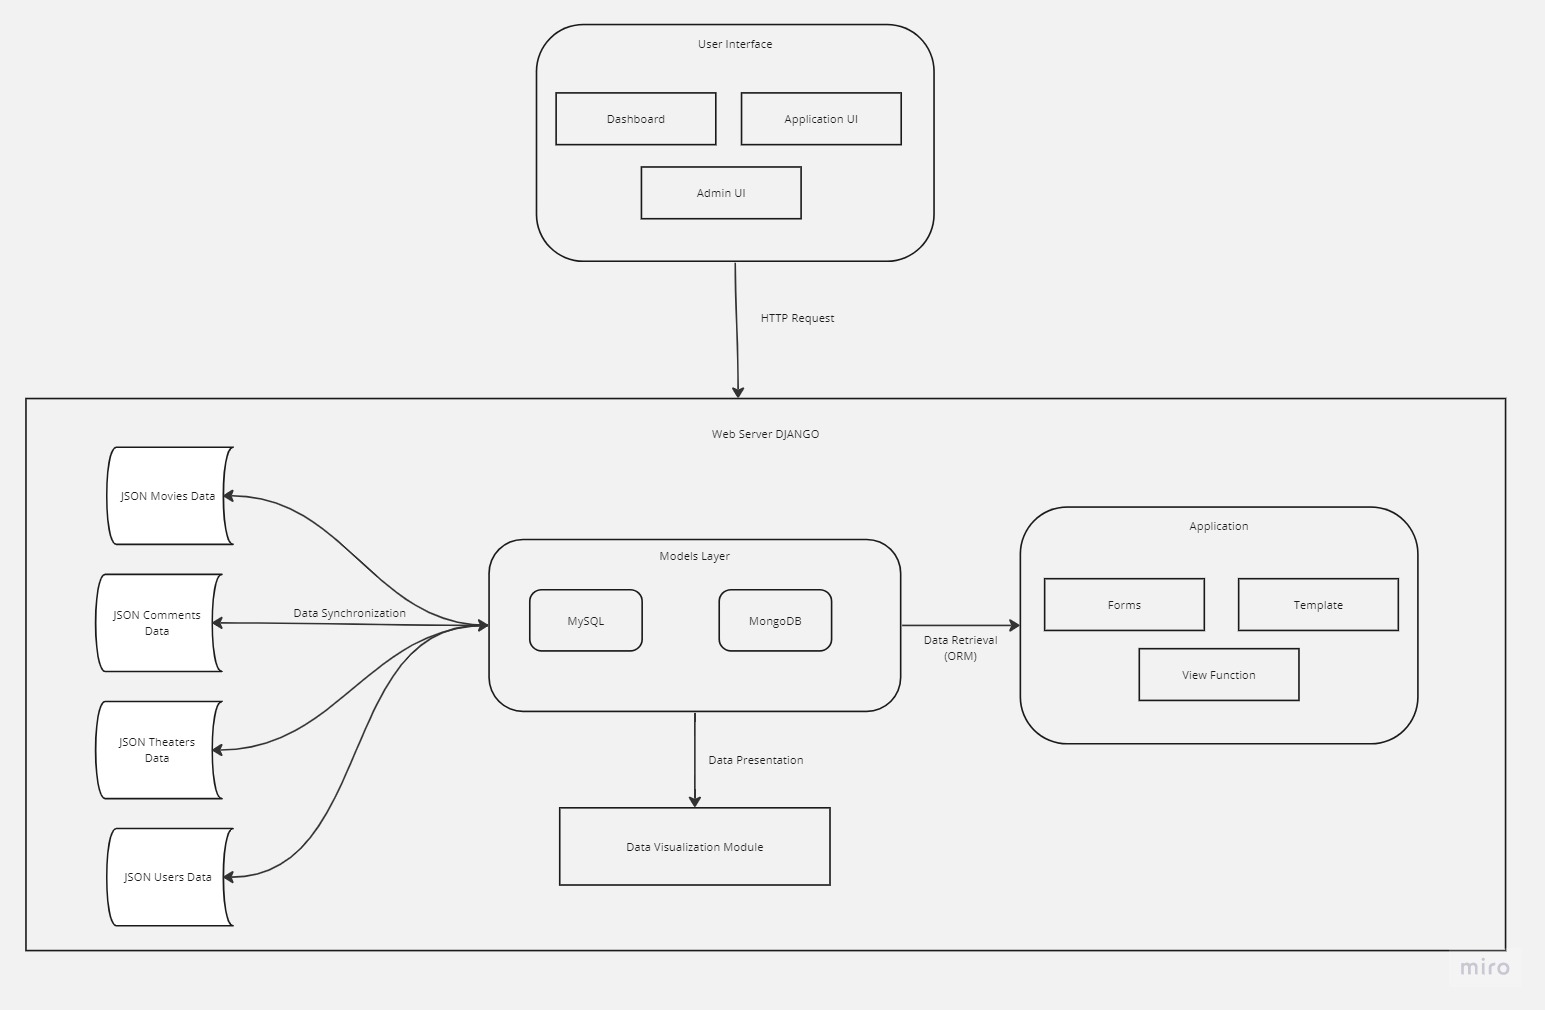 User Interface
Dashboard
Application UI
Admin UI
HTTP Request
Web Server DJANGO
JSON Movies Data
JSON Comments
Data
Data Synchronization
JSON Theaters
Data
JSON Users Data
Models Layer
MySQL
MongoDB
Data Retrieval
(ORM)
Application
Forms
Template
View Function
Data Presentation
Data Visualization Module
miro